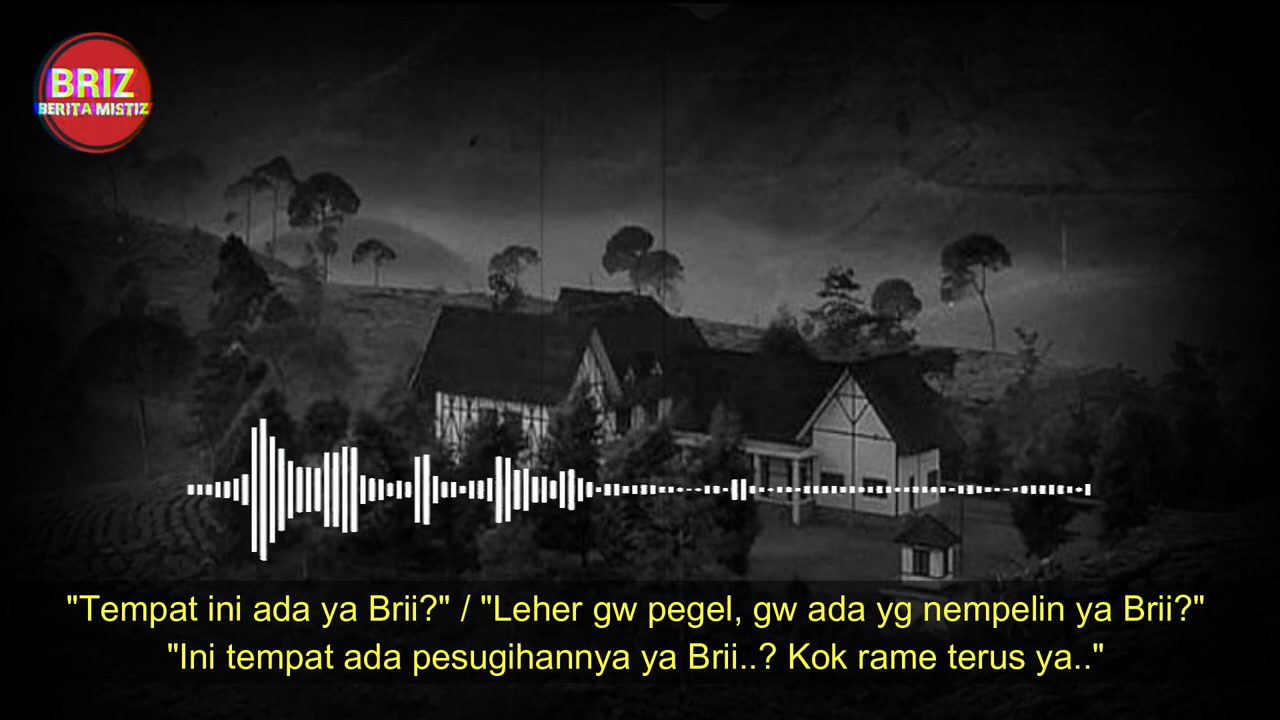 BRIZ
BERITA MISTIZ
"Tempat ini ada ya Brii?" / "Leher gw pegel, gw ada yg nempelin ya Brii?"
"Ini tempat ada pesugihannya ya Brii..? Kok rame terus ya.."